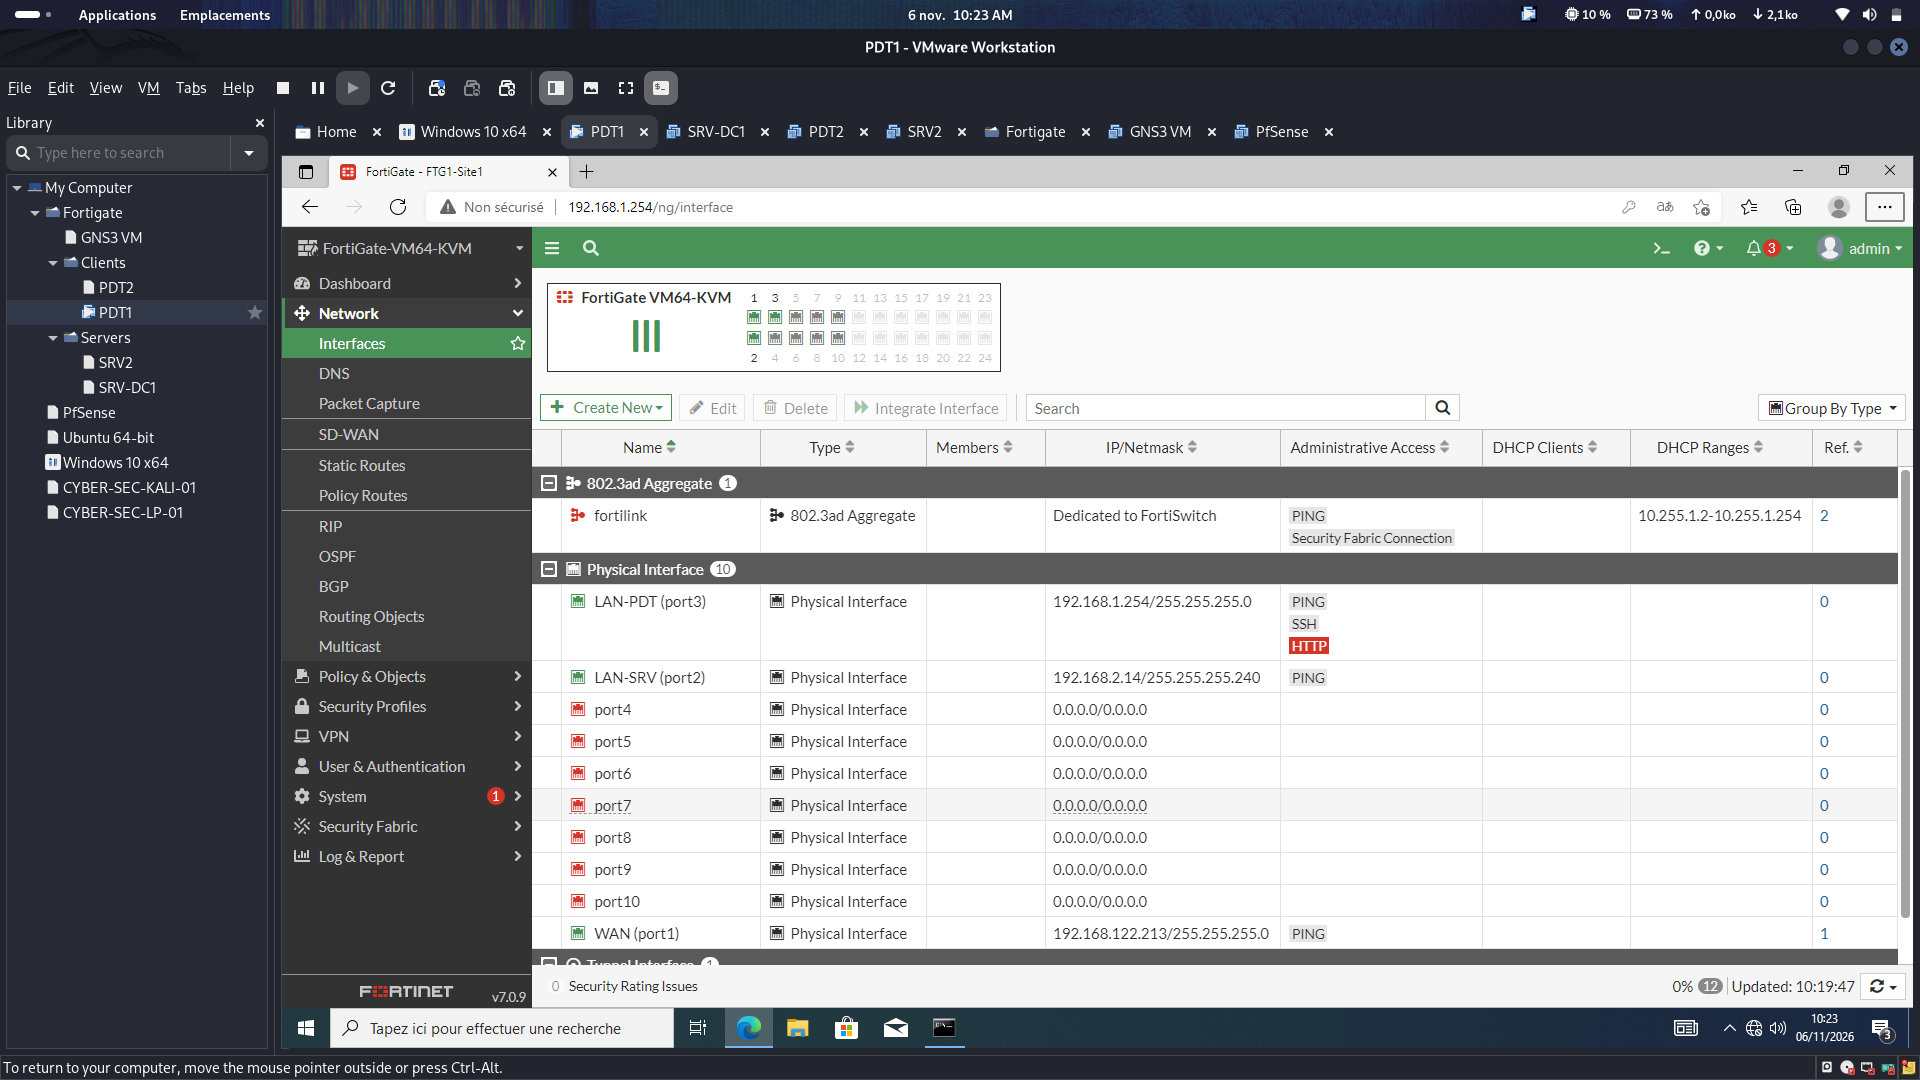 Applications Emplacements 6 nov. 10:23 AM 10 % 73 % 0,0ko 2,1ko
PDT1 - VMware Workstation
File Edit View VM Tabs Help
Library
Home Windows 10 x64 PDT1 SRV-DC1 PDT2 SRV2 Fortigate GNS3 VM PfSense
Type here to search
My Computer
Fortigate
GNS3 VM
Clients
PDT2
PDT1
Servers
SRV2
SRV-DC1
PfSense
Ubuntu 64-bit
Windows 10 x64
CYBER-SEC-KALI-01
CYBER-SEC-LP-01
FortiGate - FTG1-Site1
Non sécurisé 192.168.1.254/ng/interface
FortiGate-VM64-KVM
Dashboard
Network
Interfaces
DNS
Packet Capture
SD-WAN
Static Routes
Policy Routes
RIP
OSPF
BGP
Routing Objects
Multicast
Policy & Objects
Security Profiles
VPN
User & Authentication
System 1
Security Fabric
Log & Report
FORTINET v7.0.9
3 admin
FortiGate VM64-KVM 1 3 5 7 9 11 13 15 17 19 21 23
2 4 6 8 10 12 14 16 18 20 22 24
Create New Edit Delete Integrate Interface Search Group By Type
Name Type Members IP/Netmask Administrative Access DHCP Clients DHCP Ranges Ref.
802.3ad Aggregate 1
fortilink 802.3ad Aggregate Dedicated to FortiSwitch PING 10.255.1.2-10.255.1.254 2
Security Fabric Connection
Physical Interface 10
LAN-PDT (port3) Physical Interface 192.168.1.254/255.255.255.0 PING 0
SSH
HTTP
LAN-SRV (port2) Physical Interface 192.168.2.14/255.255.255.240 PING 0
port4 Physical Interface 0.0.0.0/0.0.0.0 0
port5 Physical Interface 0.0.0.0/0.0.0.0 0
port6 Physical Interface 0.0.0.0/0.0.0.0 0
port7 Physical Interface 0.0.0.0/0.0.0.0 0
port8 Physical Interface 0.0.0.0/0.0.0.0 0
port9 Physical Interface 0.0.0.0/0.0.0.0 0
port10 Physical Interface 0.0.0.0/0.0.0.0 0
WAN (port1) Physical Interface 192.168.122.213/255.255.255.0 PING 1
Tunnel Interface 1
0 Security Rating Issues 0% 12 Updated: 10:19:47
Tapez ici pour effectuer une recherche
10:23
06/11/2026
3
To return to your computer, move the mouse pointer outside or press Ctrl-Alt.